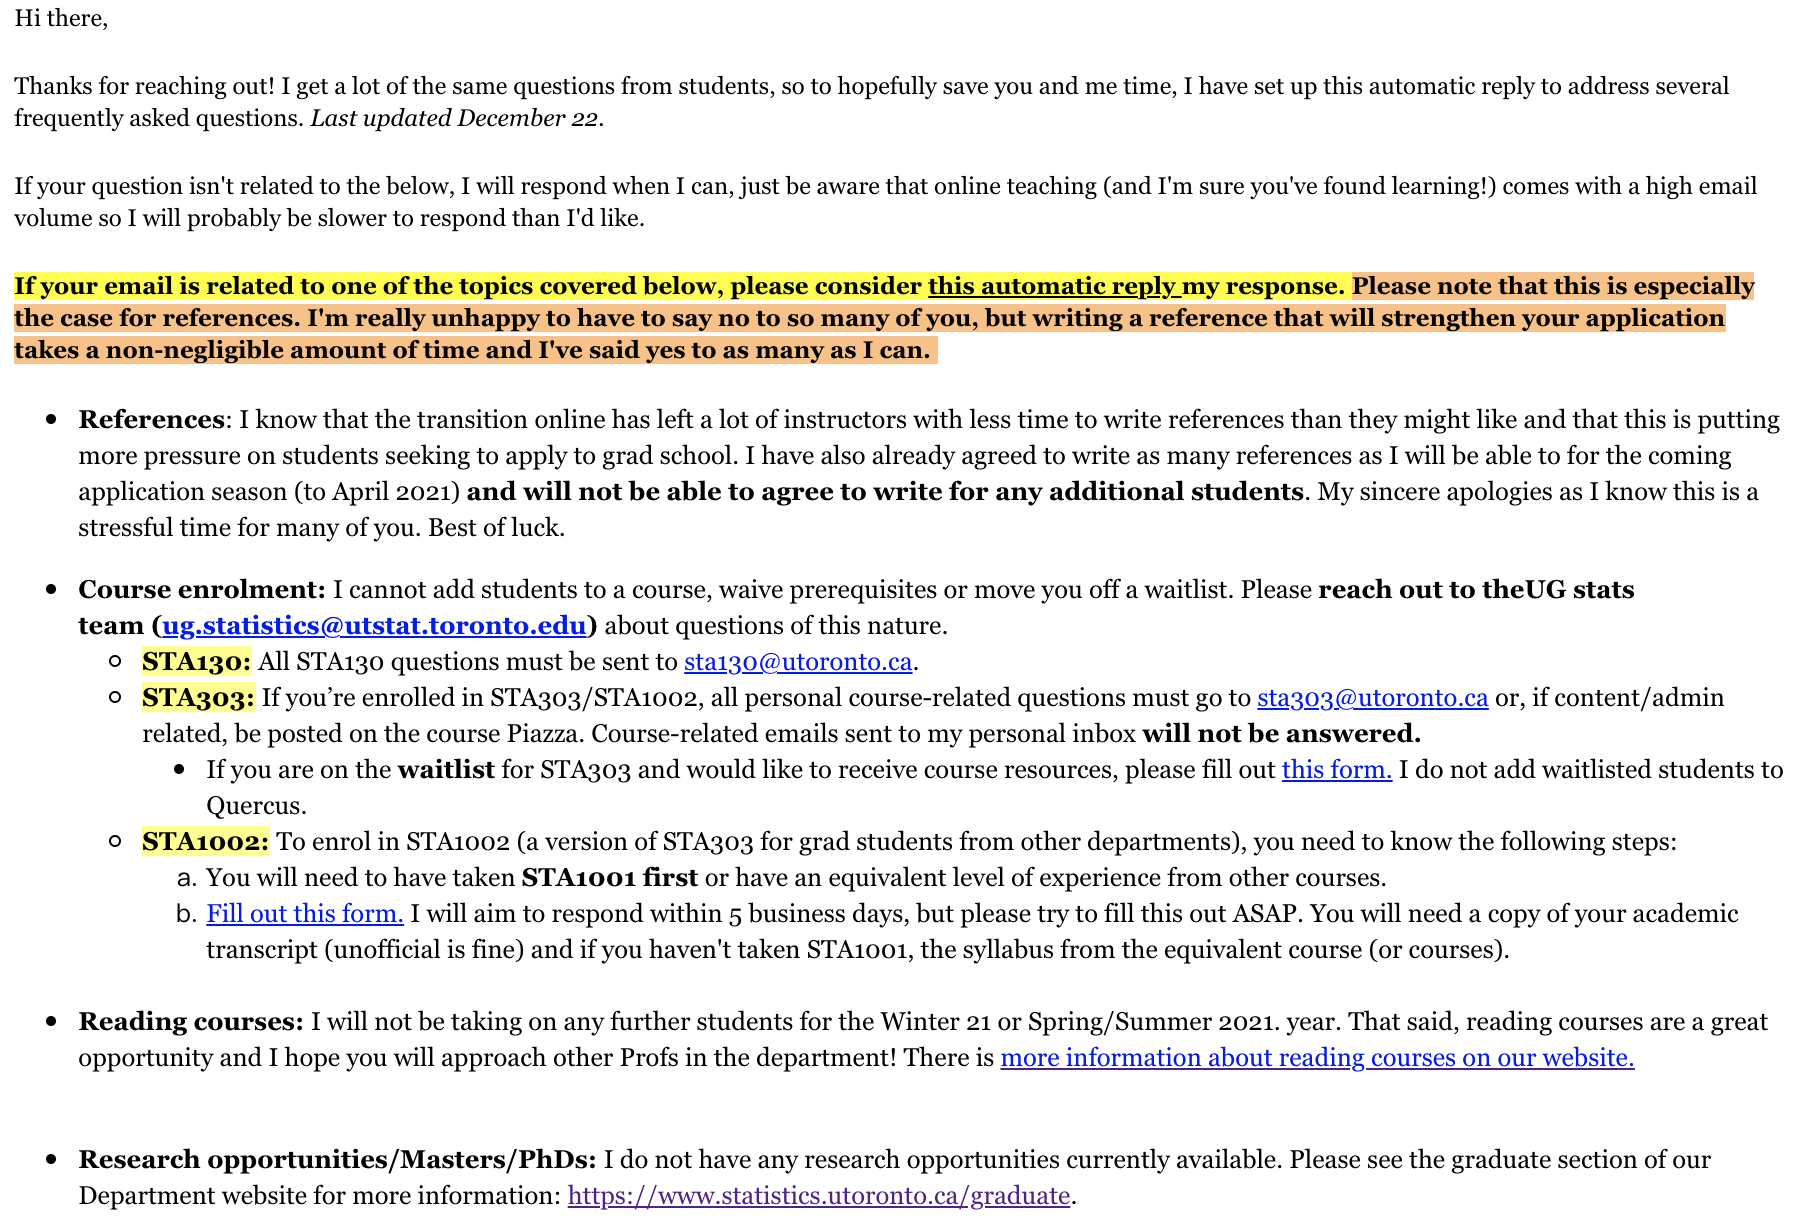 Hi there,
Thanks for reaching out! I get a lot of the same questions from students, so to hopefully save you and me time, I have set up this automatic reply to address several
frequently asked questions. Last updated December 22.
If your question isn't related to the below, I will respond when I can, just be aware that online teaching (and I'm sure you've found learning!) comes with a high email
volume so I will probably be slower to respond than I'd like.
If your email is related to one of the topics covered below, please consider this automatic reply my response. Please note that this is especially
the case for references. I'm really unhappy to have to say no to so many of you, but writing a reference that will strengthen your application
takes a non-negligible amount of time and I've said yes to as many as I can.
• References: I know that the transition online has left a lot of instructors with less time to write references than they might like and that this is putting
more pressure on students seeking to apply to grad school. I have also already agreed to write as many references as I will be able to for the coming
application season (to April 2021) and will not be able to agree to write for any additional students. My sincere apologies as I know this is a
stressful time for many of you. Best of luck.
• Course enrolment: I cannot add students to a course, waive prerequisites or move you off a waitlist. Please reach out to theUG stats
team (ug.statistics@utstat.toronto.edu) about questions of this nature.
○ STA130: All STA130 questions must be sent to sta130@utoronto.ca.
○ STA303: If you’re enrolled in STA303/STA1002, all personal course-related questions must go to sta303@utoronto.ca or, if content/admin
related, be posted on the course Piazza. Course-related emails sent to my personal inbox will not be answered.
• If you are on the waitlist for STA303 and would like to receive course resources, please fill out this form. I do not add waitlisted students to
Quercus.
○ STA1002: To enrol in STA1002 (a version of STA303 for grad students from other departments), you need to know the following steps:
a. You will need to have taken STA1001 first or have an equivalent level of experience from other courses.
b. Fill out this form. I will aim to respond within 5 business days, but please try to fill this out ASAP. You will need a copy of your academic
transcript (unofficial is fine) and if you haven't taken STA1001, the syllabus from the equivalent course (or courses).
• Reading courses: I will not be taking on any further students for the Winter 21 or Spring/Summer 2021. year. That said, reading courses are a great
opportunity and I hope you will approach other Profs in the department! There is more information about reading courses on our website.
• Research opportunities/Masters/PhDs: I do not have any research opportunities currently available. Please see the graduate section of our
Department website for more information: https://www.statistics.utoronto.ca/graduate.